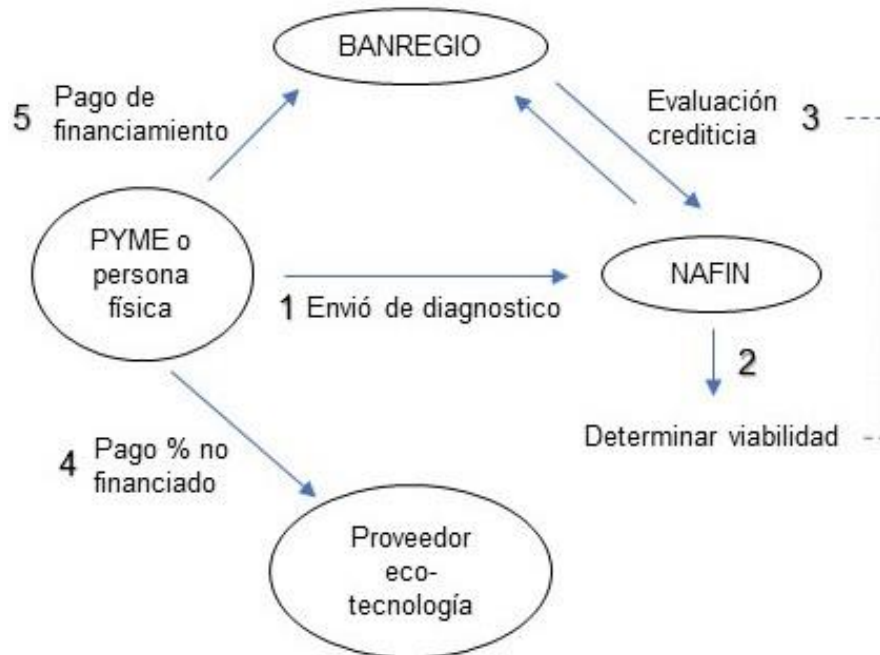 BANREGIO
5 Pago de
financiamiento
Evaluación
crediticia 3
PYME o
persona
física
NAFIN
1 Envió de diagnostico
2
Determinar viabilidad
4 Pago % no
financiado
Proveedor
eco-
tecnología